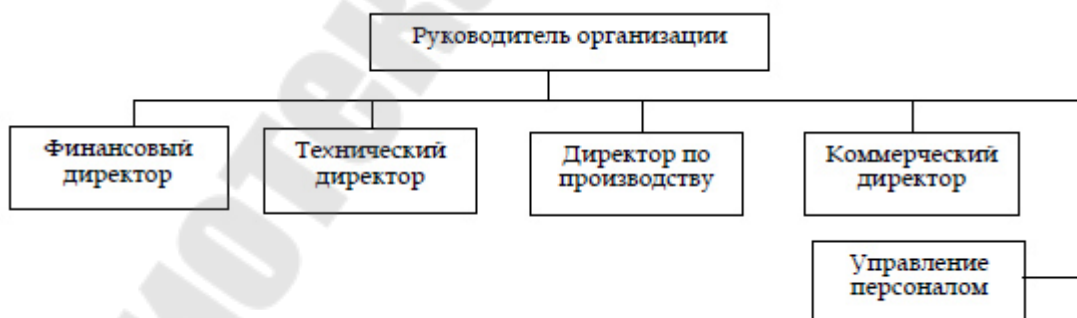 Руководитель организации
Финансовый
директор
Технический
директор
Директор по
производству
Коммерческий
директор
Управление
персоналом